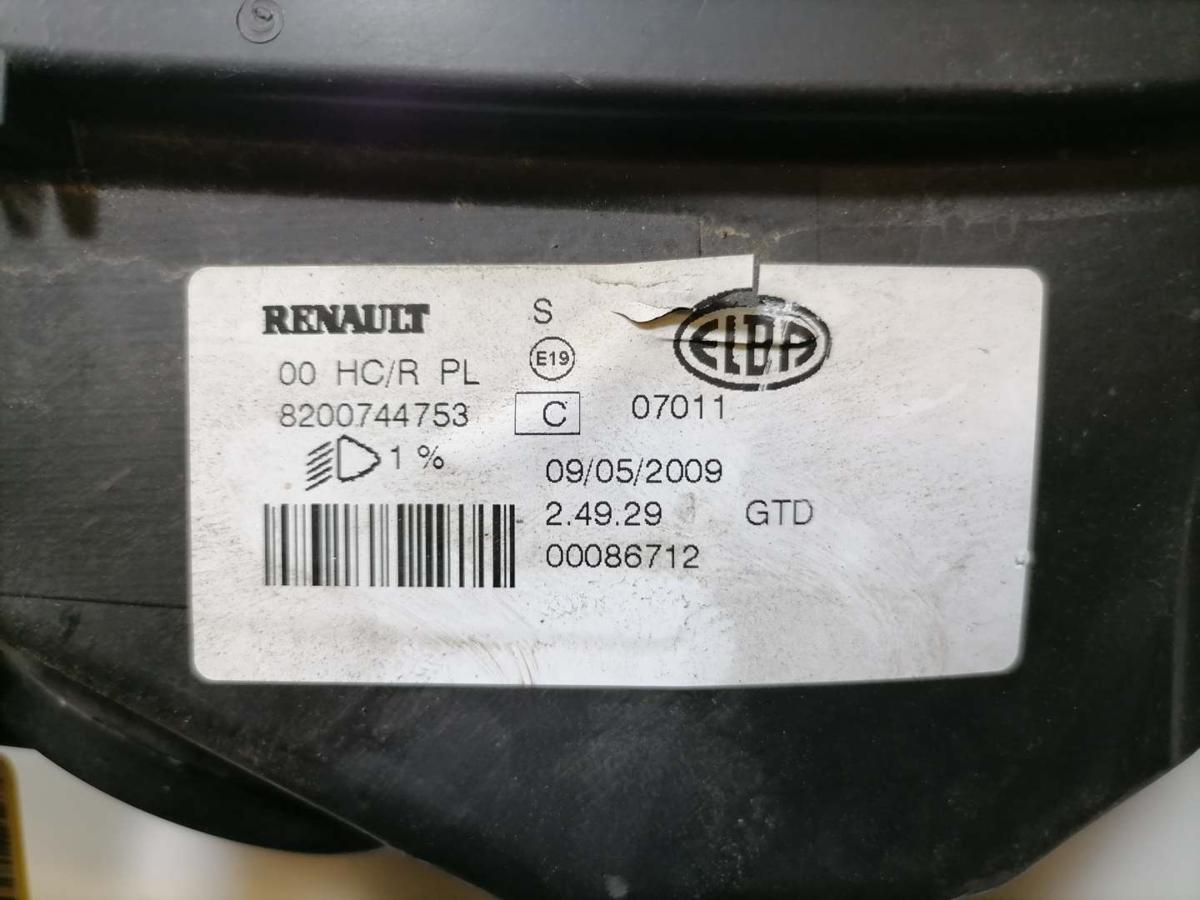 RENAULT
S
ELBA
E19
00 HC/R PL
8200744753
C
07011
1 %
09/05/2009
2.49.29 GTD
00086712